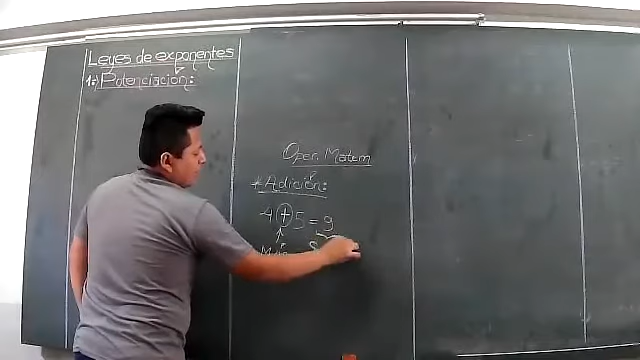 Leyes de exponentes
1.) Potenciación:
Oper. Matem
*Adición:
4 + 5 = 9